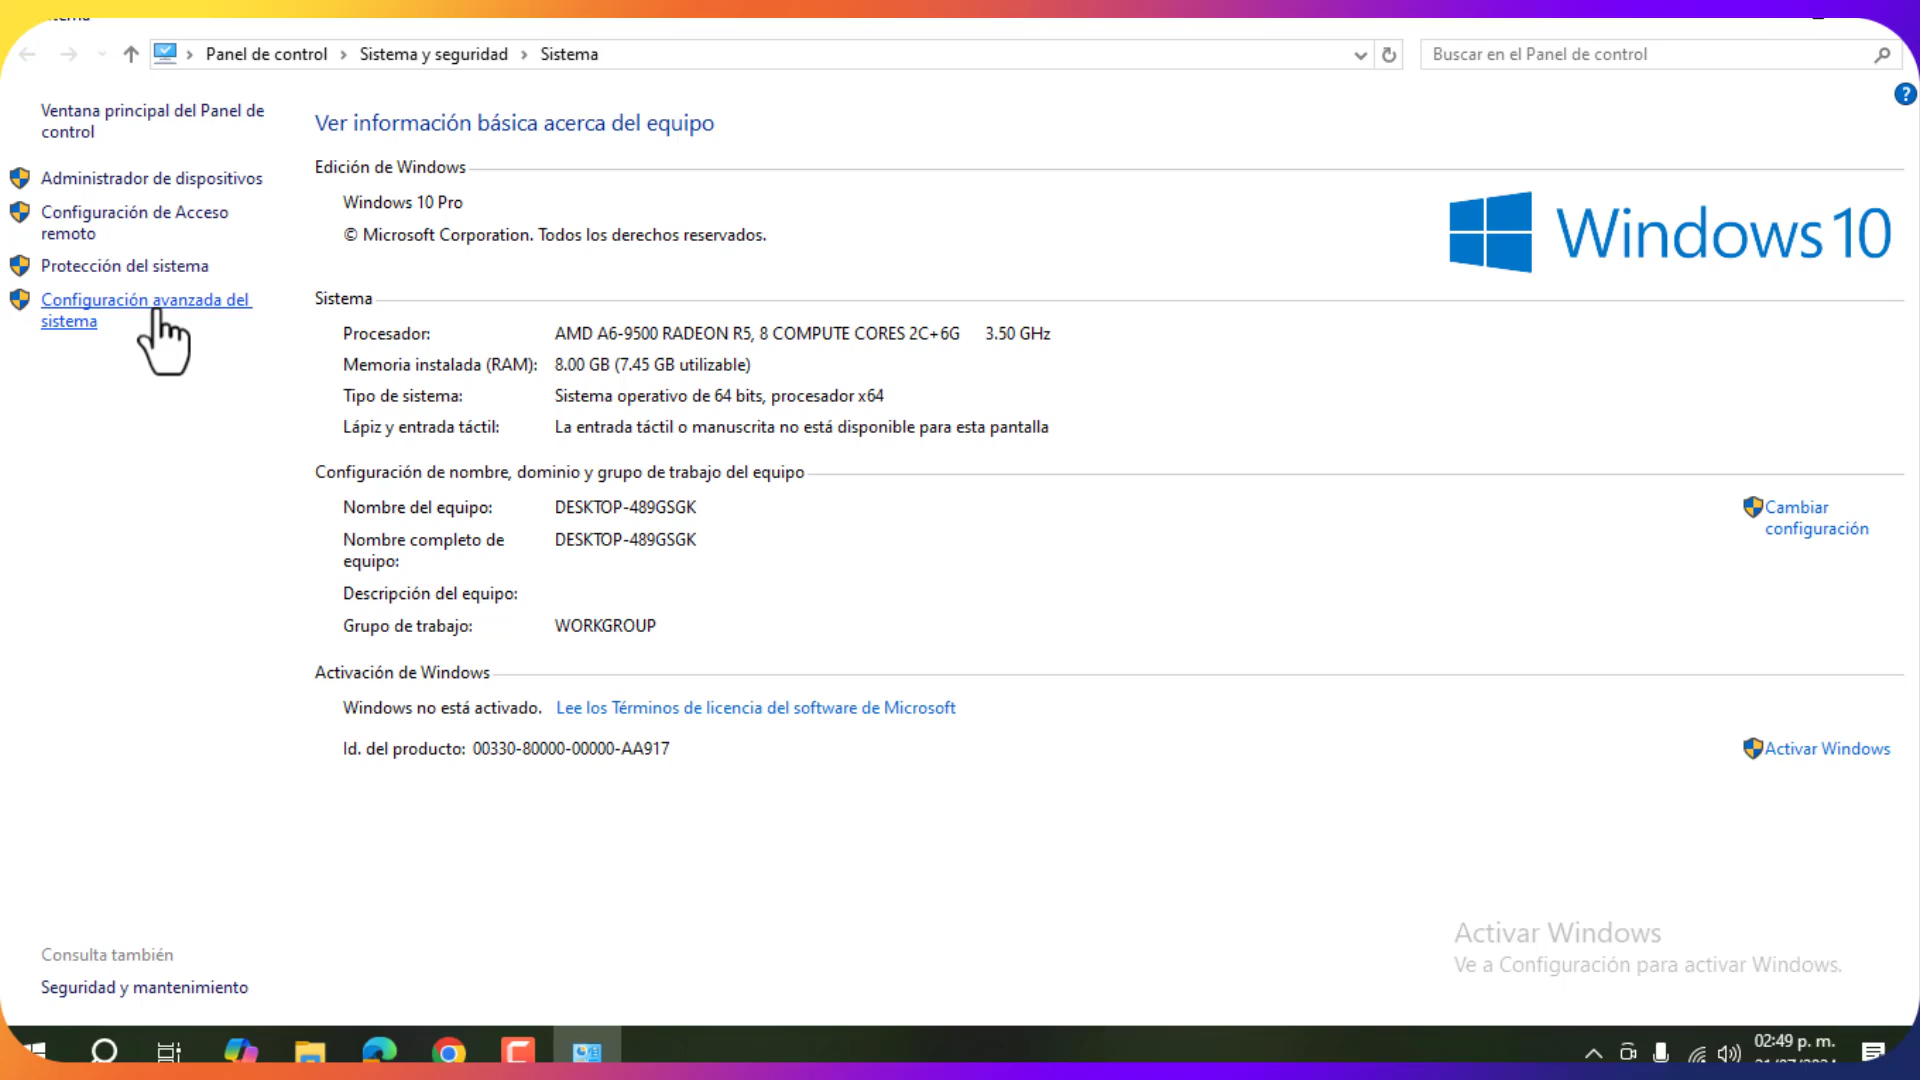 Panel de control › Sistema y seguridad › Sistema
Buscar en el Panel de control
?
Ventana principal del Panel de
control
Administrador de dispositivos
Configuración de Acceso
remoto
Protección del sistema
Configuración avanzada del
sistema
Ver información básica acerca del equipo
Edición de Windows
Windows 10 Pro
© Microsoft Corporation. Todos los derechos reservados.
Windows 10
Sistema
Procesador: AMD A6-9500 RADEON R5, 8 COMPUTE CORES 2C+6G 3.50 GHz
Memoria instalada (RAM): 8.00 GB (7.45 GB utilizable)
Tipo de sistema: Sistema operativo de 64 bits, procesador x64
Lápiz y entrada táctil: La entrada táctil o manuscrita no está disponible para esta pantalla
Configuración de nombre, dominio y grupo de trabajo del equipo
Nombre del equipo: DESKTOP-489GSGK
Cambiar
configuración
Nombre completo de
equipo: DESKTOP-489GSGK
Descripción del equipo:
Grupo de trabajo: WORKGROUP
Activación de Windows
Windows no está activado. Lee los Términos de licencia del software de Microsoft
Id. del producto: 00330-80000-00000-AA917
Activar Windows
Activar Windows
Ve a Configuración para activar Windows.
Consulta también
Seguridad y mantenimiento
02:49 p. m.